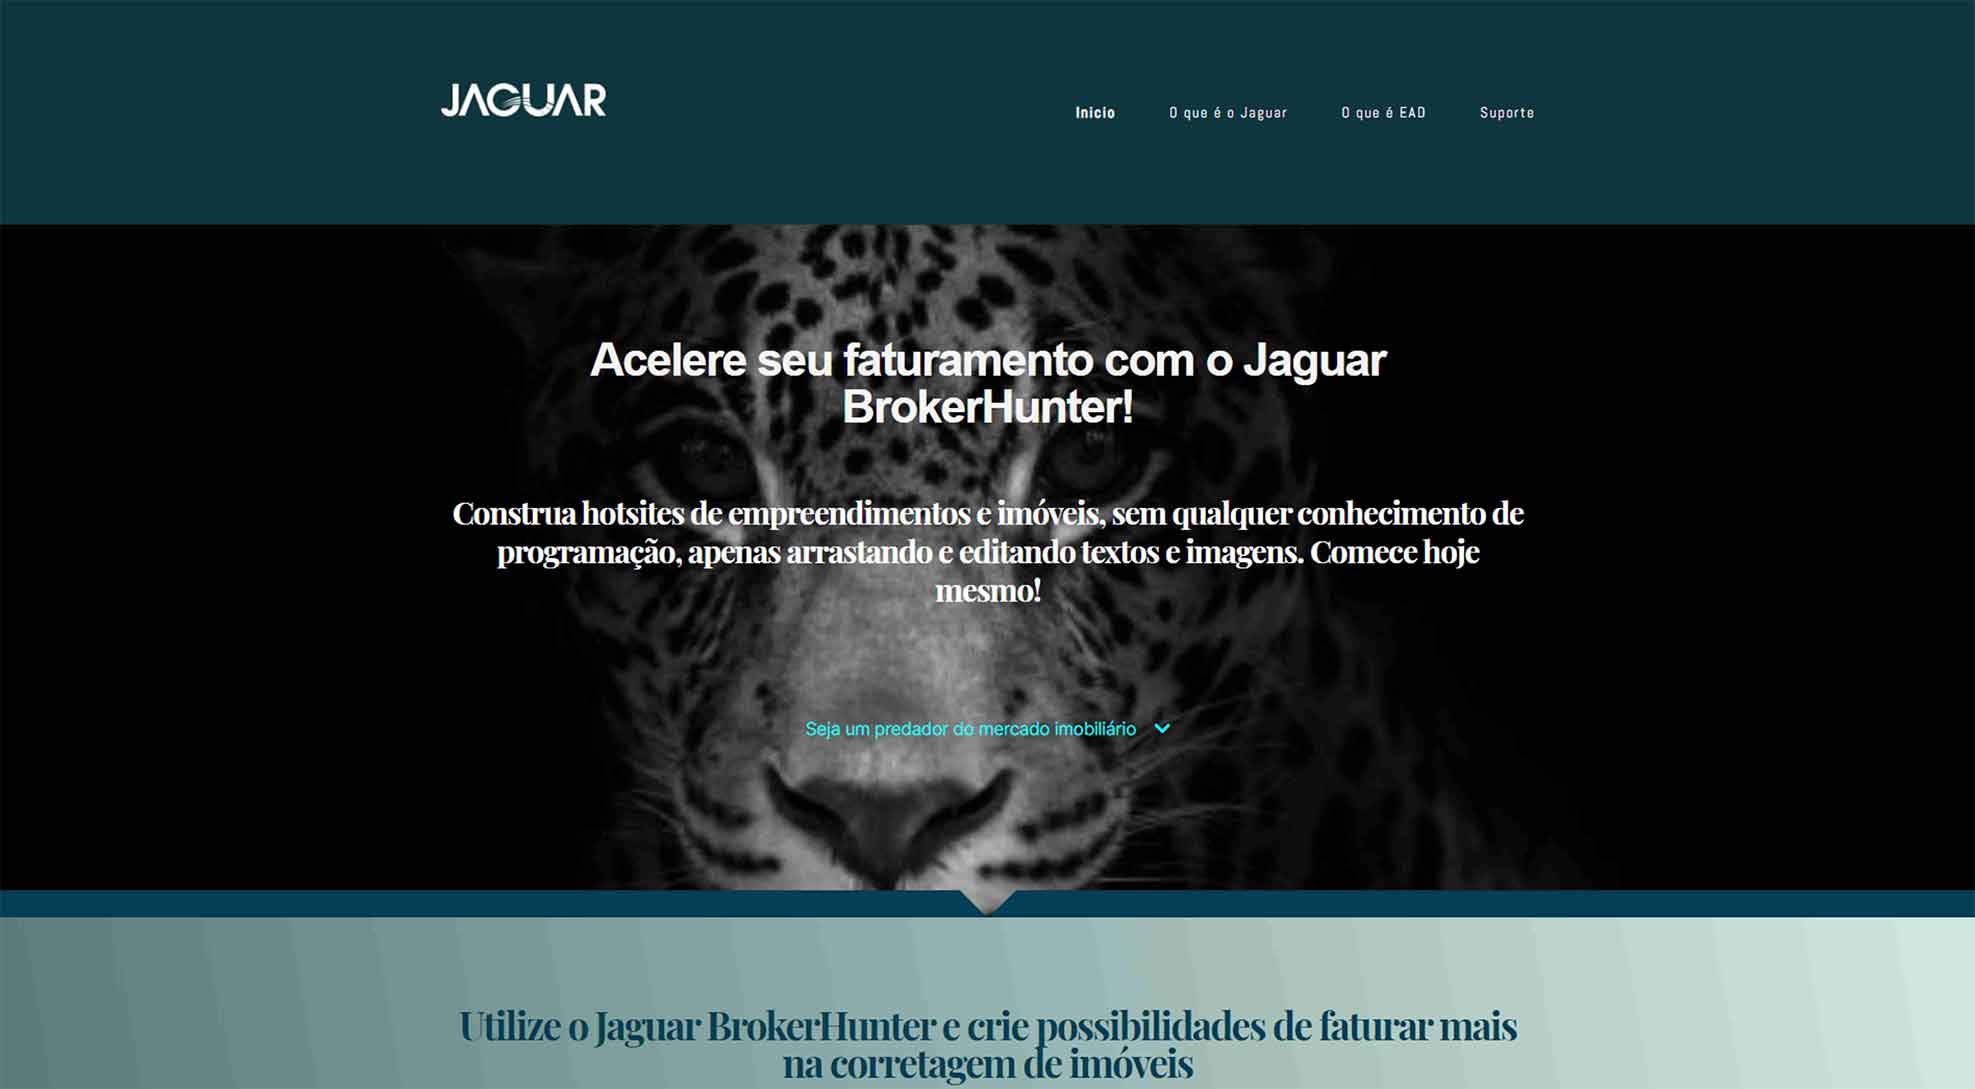 JAGUAR
Inicio
O que é o Jaguar
O que é EAD
Suporte
Acelere seu faturamento com o Jaguar
BrokerHunter!
Construa hotsites de empreendimentos e imóveis, sem qualquer conhecimento de
programação, apenas arrastando e editando textos e imagens. Comece hoje
mesmo!
Seja um predador do mercado imobiliário
Utilize o Jaguar BrokerHunter e crie possibilidades de faturar mais
na corretagem de imóveis